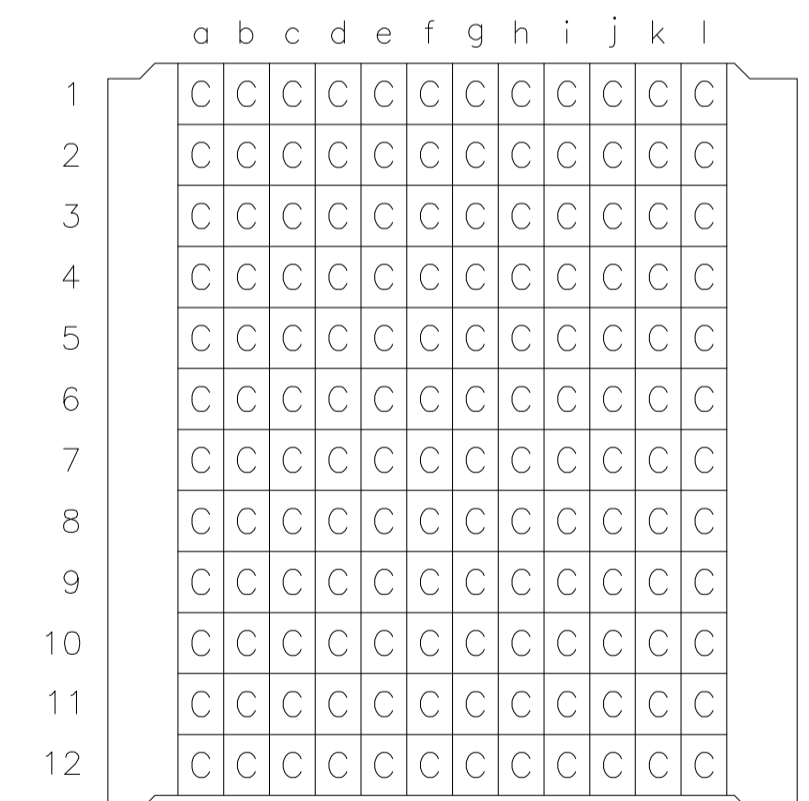 a b c d e f g h i j k l
1 C C C C C C C C C C C C
2 C C C C C C C C C C C C
3 C C C C C C C C C C C C
4 C C C C C C C C C C C C
5 C C C C C C C C C C C C
6 C C C C C C C C C C C C
7 C C C C C C C C C C C C
8 C C C C C C C C C C C C
9 C C C C C C C C C C C C
10 C C C C C C C C C C C C
11 C C C C C C C C C C C C
12 C C C C C C C C C C C C